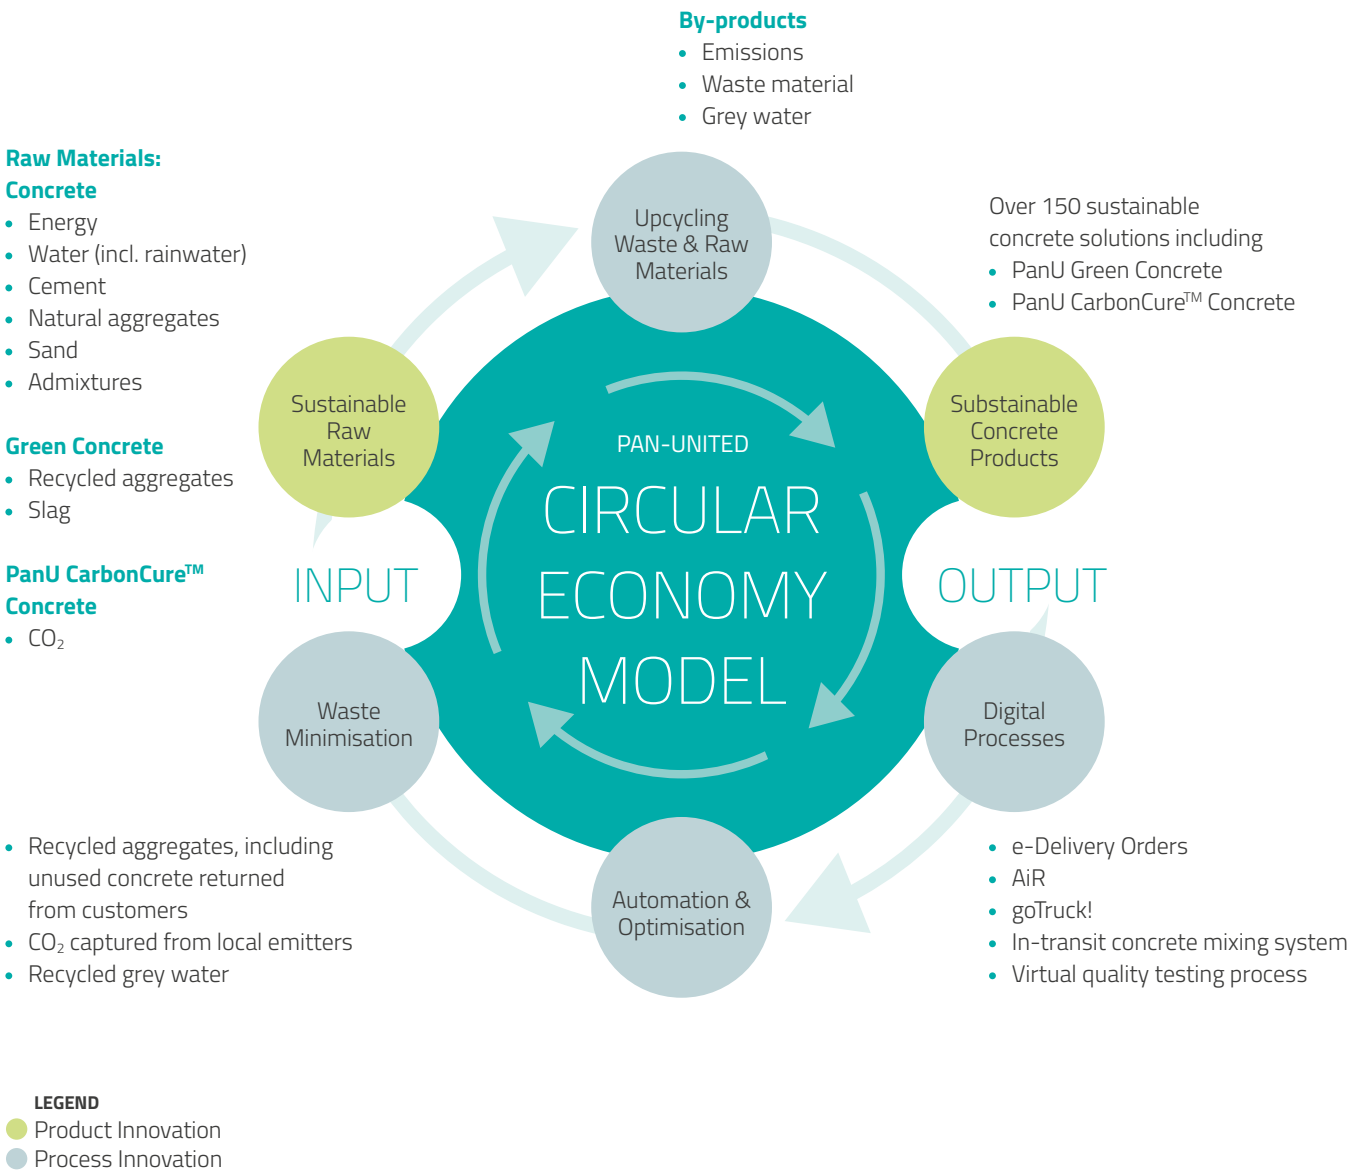 By-products
• Emissions
• Waste material
• Grey water
Raw Materials:
Concrete
• Energy
• Water (incl. rainwater)
• Cement
• Natural aggregates
• Sand
• Admixtures
Green Concrete
• Recycled aggregates
• Slag
PanU CarbonCure™
Concrete
• CO₂
Upcycling
Waste & Raw
Materials
Over 150 sustainable
concrete solutions including
• PanU Green Concrete
• PanU CarbonCure™ Concrete
Sustainable
Raw
Materials
Substainable
Concrete
Products
PAN-UNITED
CIRCULAR
ECONOMY
MODEL
INPUT
OUTPUT
Waste
Minimisation
Digital
Processes
Automation &
Optimisation
• Recycled aggregates, including
unused concrete returned
from customers
• CO₂ captured from local emitters
• Recycled grey water
• e-Delivery Orders
• AiR
• goTruck!
• In-transit concrete mixing system
• Virtual quality testing process
LEGEND
Product Innovation
Process Innovation